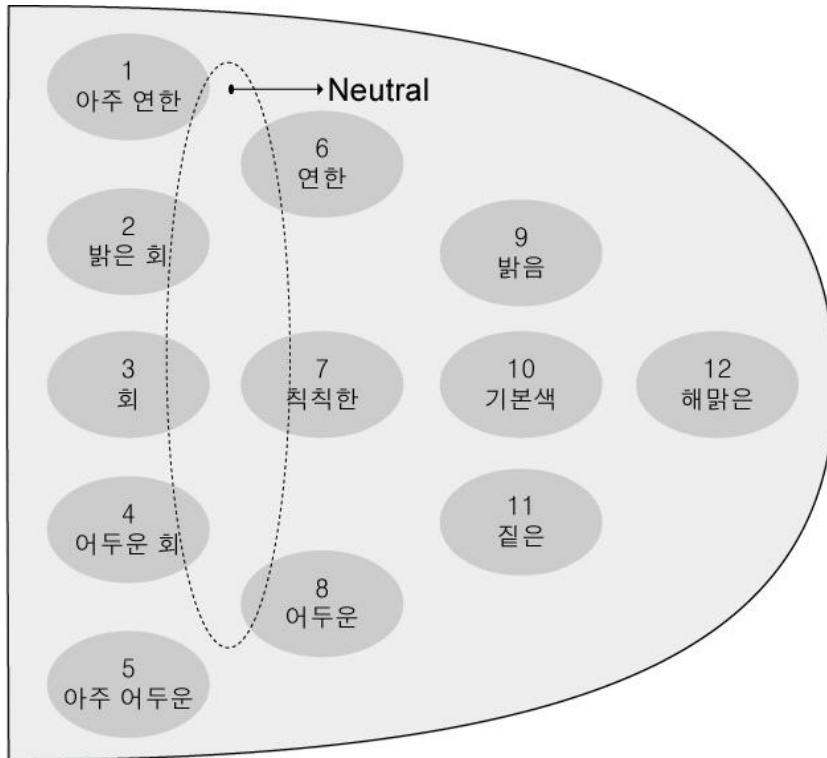 1
아주 연한
Neutral
6
연한
2
밝은 회
9
밝음
3
회
7
칙칙한
10
기본색
12
해맑은
4
어두운 회
11
짙은
8
어두운
5
아주 어두운